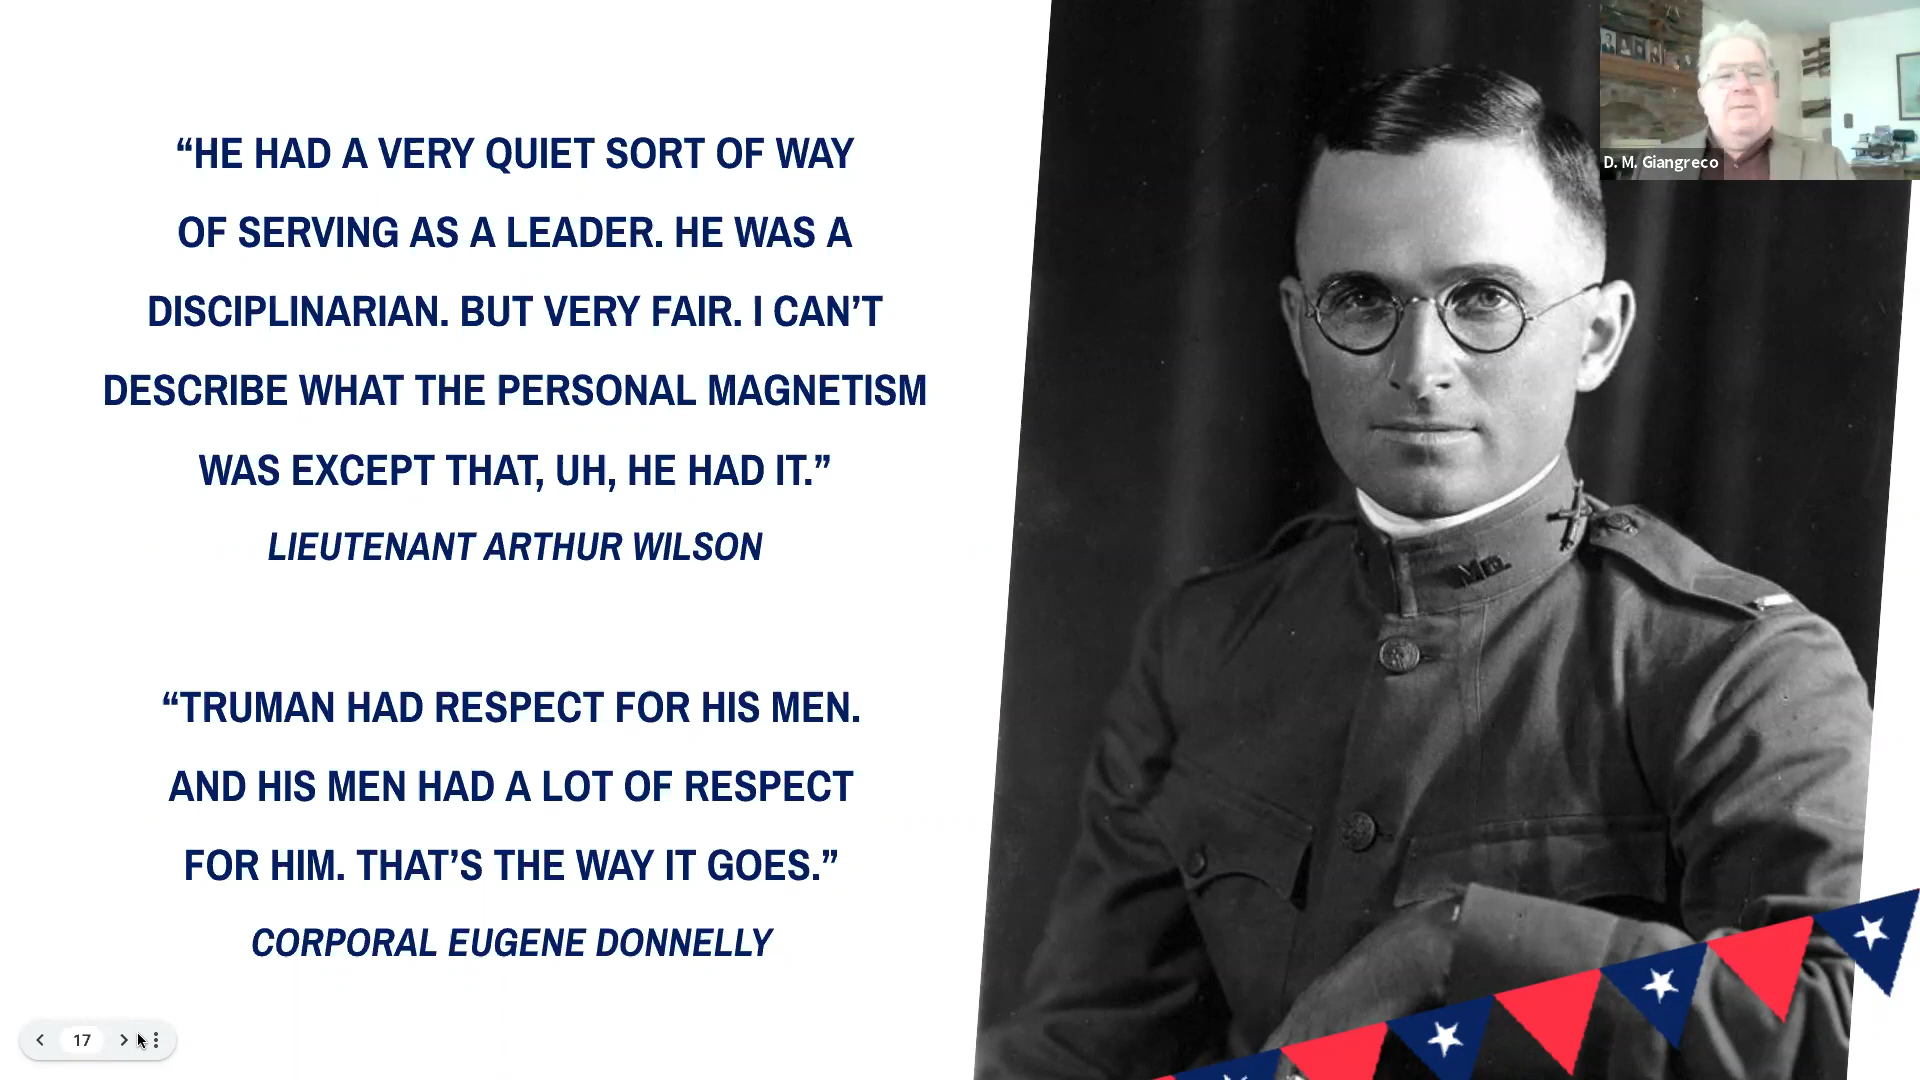 “HE HAD A VERY QUIET SORT OF WAY
OF SERVING AS A LEADER. HE WAS A
DISCIPLINARIAN. BUT VERY FAIR. I CAN’T
DESCRIBE WHAT THE PERSONAL MAGNETISM
WAS EXCEPT THAT, UH, HE HAD IT.”
LIEUTENANT ARTHUR WILSON
“TRUMAN HAD RESPECT FOR HIS MEN.
AND HIS MEN HAD A LOT OF RESPECT
FOR HIM. THAT’S THE WAY IT GOES.”
CORPORAL EUGENE DONNELLY
D. M. Giangreco
MO.
17